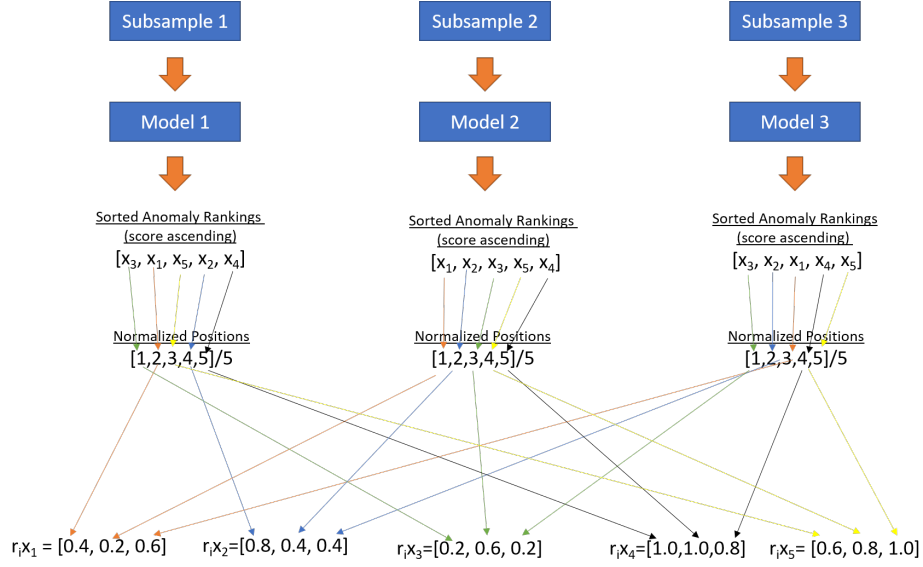 Subsample 1
Subsample 2
Subsample 3
Model 1
Model 2
Model 3
Sorted Anomaly Rankings
(score ascending)
[x₃, x₁, x₅, x₂, x₄]
Sorted Anomaly Rankings
(score ascending)
[x₁, x₂, x₃, x₅, x₄]
Sorted Anomaly Rankings
(score ascending)
[x₃, x₂, x₁, x₄, x₅]
Normalized Positions
[1,2,3,4,5]/5
Normalized Positions
[1,2,3,4,5]/5
Normalized Positions
[1,2,3,4,5]/5
rᵢx₁ = [0.4, 0.2, 0.6]
rᵢx₂=[0.8, 0.4, 0.4]
rᵢx₃=[0.2, 0.6, 0.2]
rᵢx₄=[1.0,1.0,0.8]
rᵢx₅= [0.6, 0.8, 1.0]